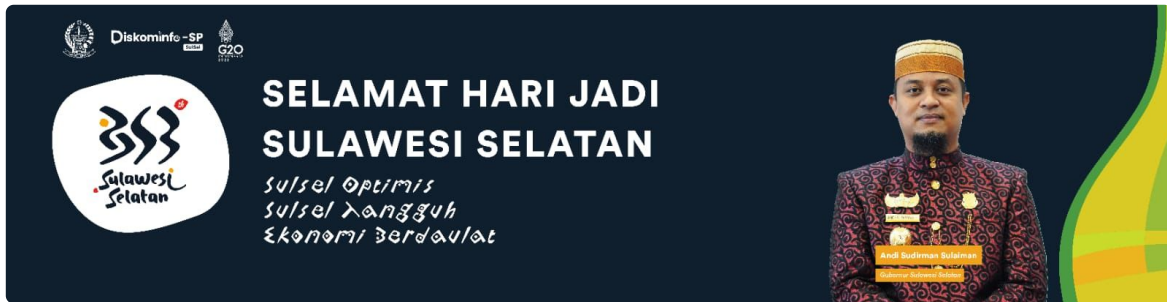 Diskominfo-SP
SulSel
G20
353
Sulawesi
Selatan
SELAMAT HARI JADI
SULAWESI SELATAN
Sulsel Optimis
Sulsel Tangguh
Ekonomi Berdaulat
Andi Sudirman Sulaiman
Gubernur Sulawesi Selatan